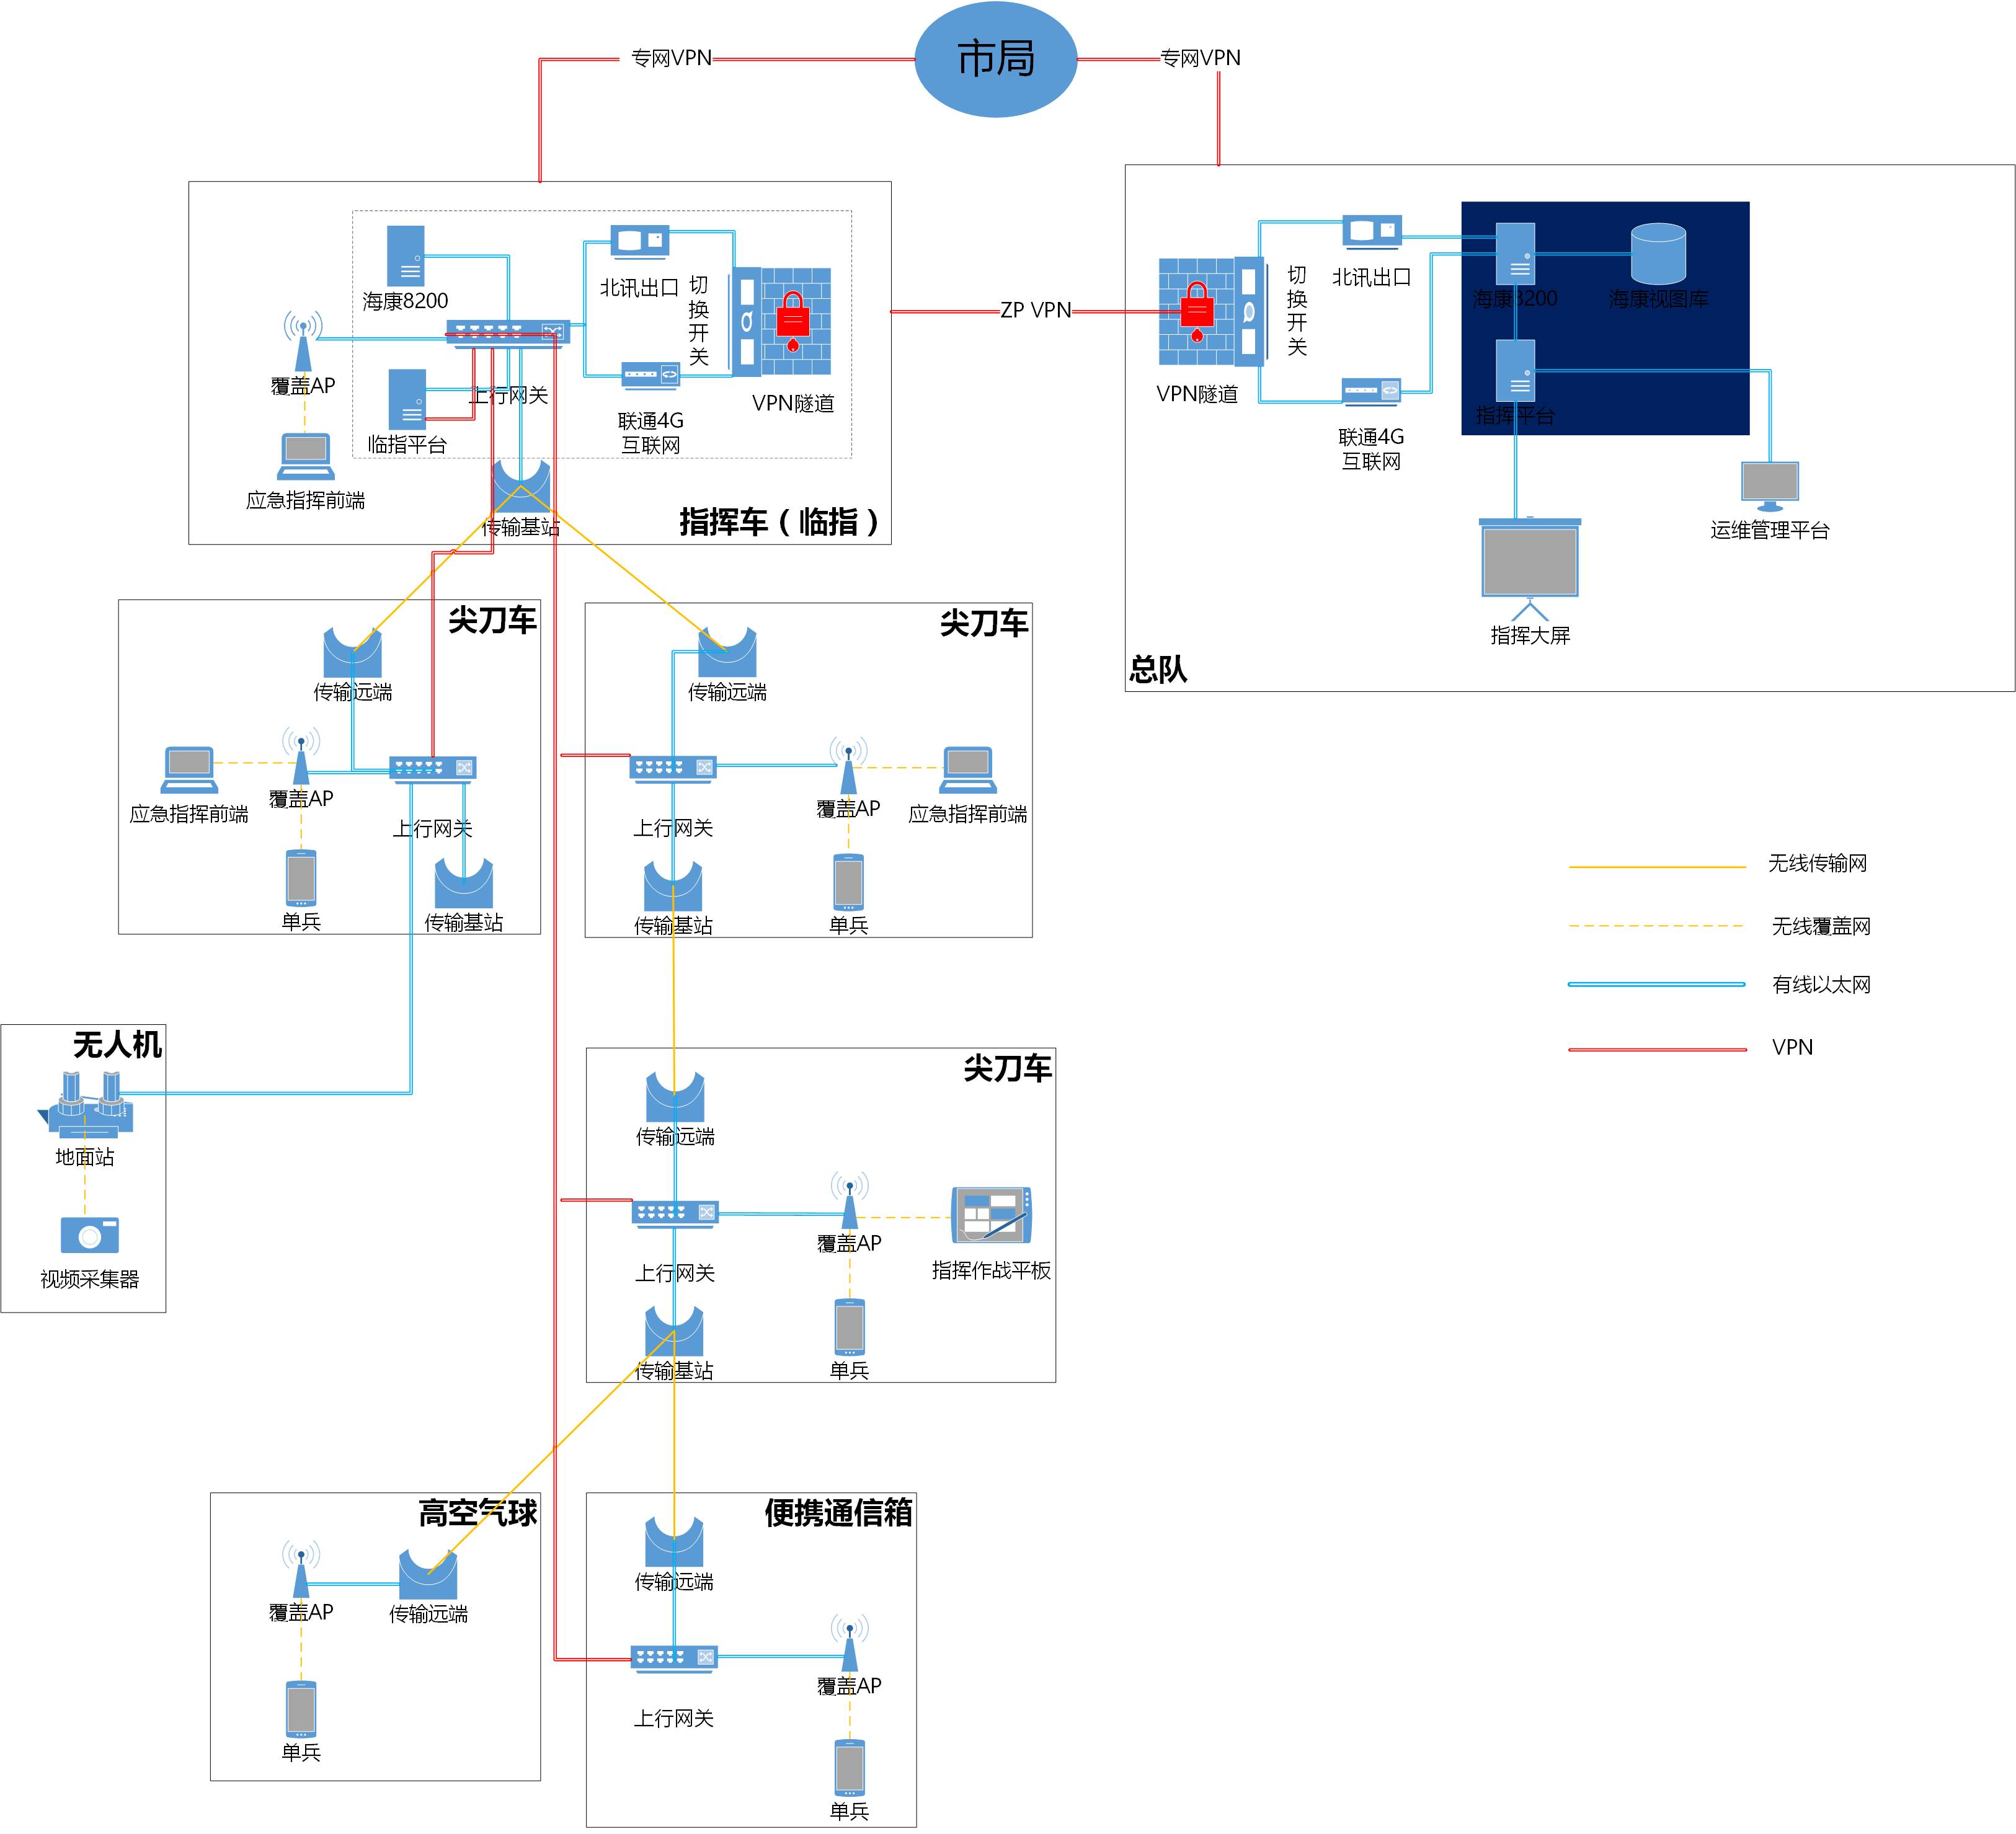 市局
专网VPN
专网VPN
海康8200
覆盖AP
应急指挥前端
临指平台
上行网关
北讯出口
切
换
开
关
联通4G
互联网
VPN隧道
传输基站
指挥车（临指）
ZP VPN
VPN隧道
切
换
开
关
北讯出口
联通4G
互联网
海康8200
海康视图库
指挥平台
运维管理平台
指挥大屏
总队
尖刀车
传输远端
应急指挥前端
覆盖AP
上行网关
单兵
传输基站
尖刀车
传输远端
上行网关
覆盖AP
应急指挥前端
传输基站
单兵
无线传输网
无线覆盖网
有线以太网
VPN
无人机
地面站
视频采集器
尖刀车
传输远端
上行网关
覆盖AP
指挥作战平板
传输基站
单兵
高空气球
覆盖AP
传输远端
单兵
便携通信箱
传输远端
上行网关
覆盖AP
单兵